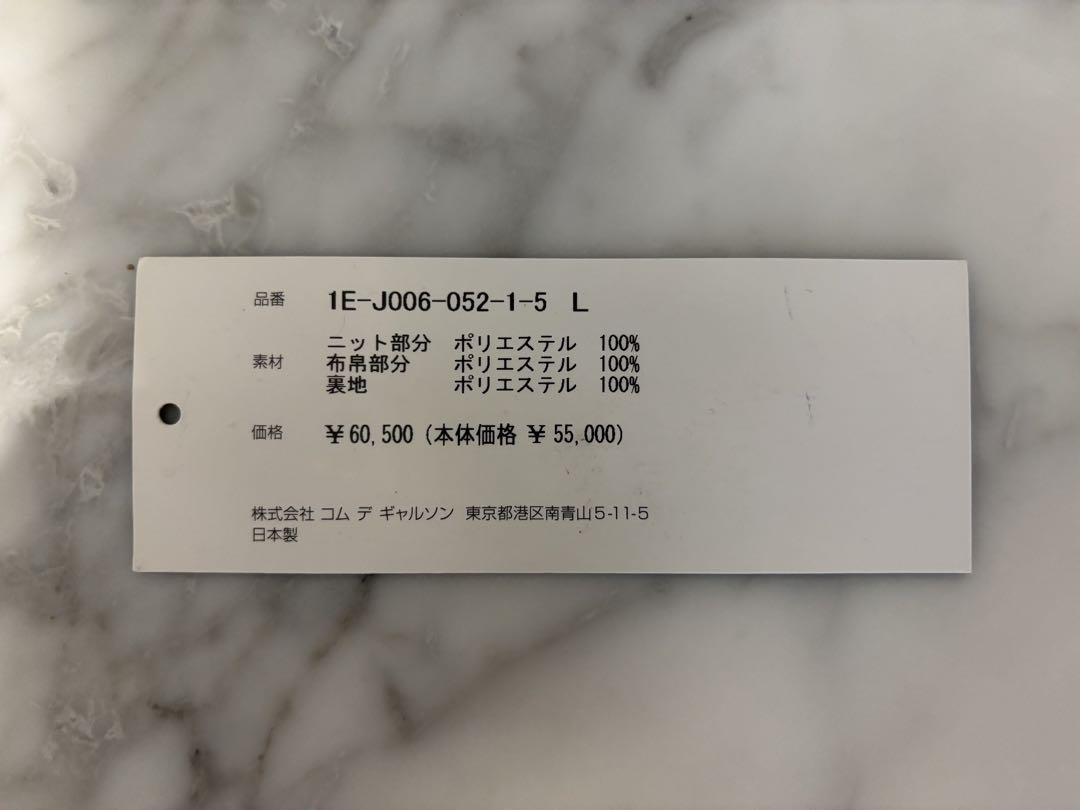 品番 1E-J006-052-1-5 L
ニット部分 ポリエステル 100%
素材 布帛部分 ポリエステル 100%
裏地 ポリエステル 100%
価格 ¥60,500 (本体価格 ¥55,000)
株式会社 コム デ ギャルソン 東京都港区南青山5-11-5
日本製